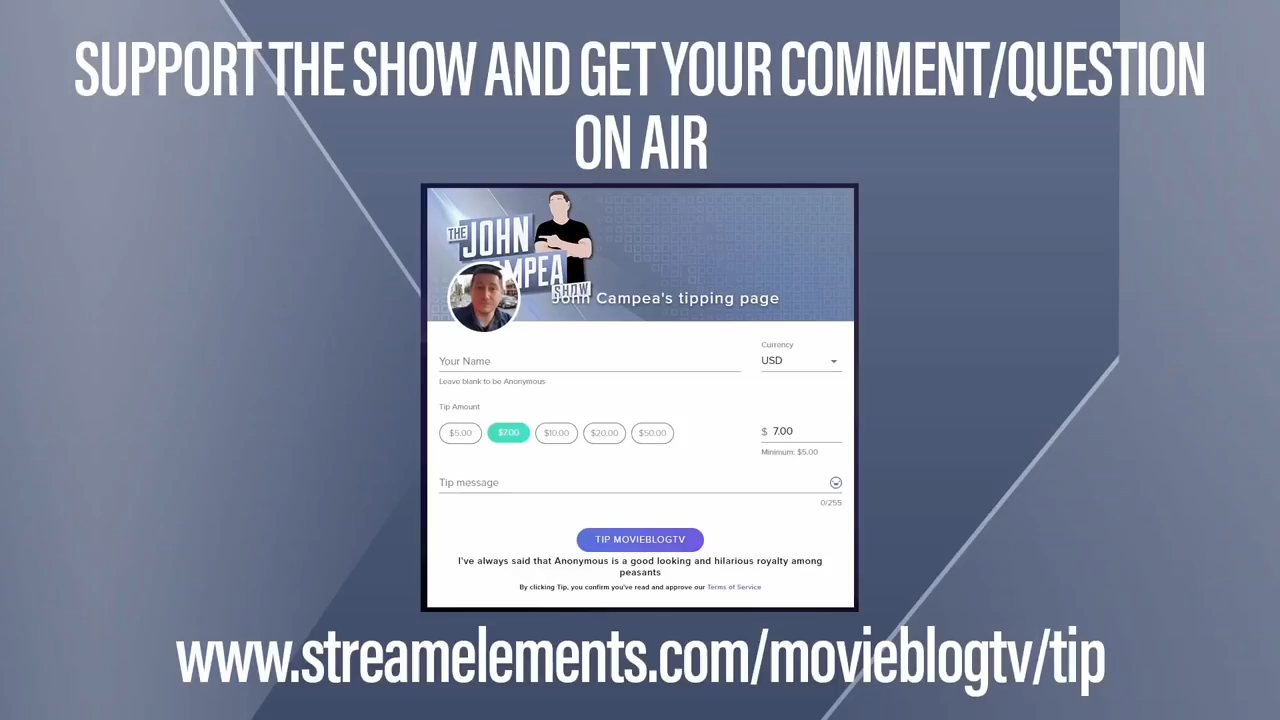 SUPPORT THE SHOW AND GET YOUR COMMENT/QUESTION
ON AIR
THE
JOHN
MPEA
SHOW
John Campea's tipping page
Currency
Your Name
USD
Leave blank to be Anonymous
Tip Amount
$5.00 $7.00 $10.00 $20.00 $50.00
$ 7.00
Minimum: $5.00
Tip message
0/255
TIP MOVIEBLOGTV
I've always said that Anonymous is a good looking and hilarious royalty among
peasants
By clicking Tip, you confirm you've read and approve our Terms of Service
www.streamelements.com/movieblogtv/tip